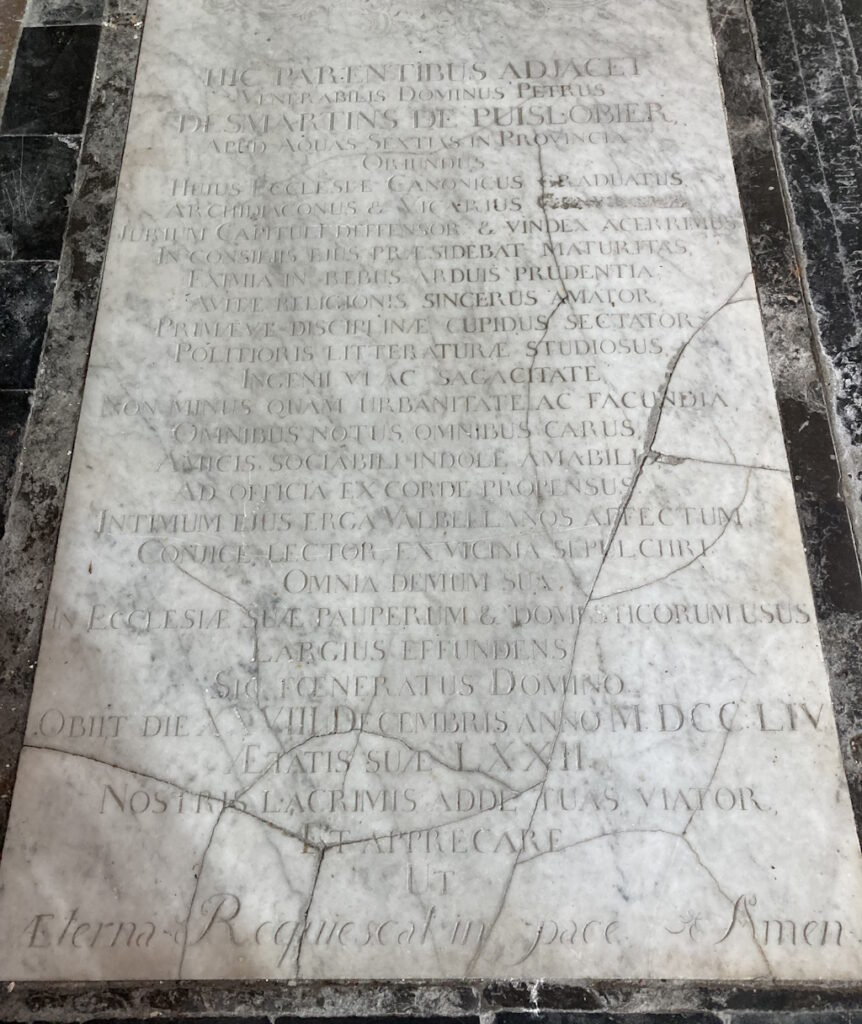 HIC PARENTIBUS ADJACET
VENERABILIS DOMINUS PETRUS
DESMARTINS DE PUISLOBIER,
APUD AQUAS SEXTIAS IN PROVINCIA
ORIUNDUS
HUJUS ECCLESIÆ CANONICUS GRADUATUS,
ARCHIDIACONUS & VICARIUS
JURIUM CAPITULI DEFFENSOR & VINDEX ACERRIMUS
IN CONSILIIS EJUS PRÆSIDEBAT MATURITAS,
EXIMIA IN REBUS ARDUIS PRUDENTIA,
AVITÆ RELIGIONIS SINCERUS AMATOR,
PRIMÆVÆ DISCIPLINÆ CUPIDUS SECTATOR
POLITIORIS LITTERATURÆ STUDIOSUS,
INGENII VI AC SAGACITATE,
NON MINUS QUAM URBANITATE AC FACUNDIA,
OMNIBUS NOTUS, OMNIBUS CARUS,
AMICIS, SOCIABILI INDOLE, AMABILIS
AD OFFICIA EX CORDE PROPENSUS
INTIMUM EJUS ERGA VALBELLANOS AFFECTUM,
CONJICE, LECTOR, EX VICINIA SEPULCHRI.
OMNIA DEMUM SUA,
IN ECCLESIÆ SUÆ PAUPERUM & DOMESTICORUM USUS
LARGIUS EFFUNDENS
SIC FŒNERATUS DOMINO.
OBIIT DIE DECEMBRIS ANNO M.DCC.LIV,
ÆTATIS SUÆ LXXII.
NOSTRIS LACRIMIS ADDE TUAS VIATOR,
ET APPRECARE
UT
Æterna Requiescat in pace Amen